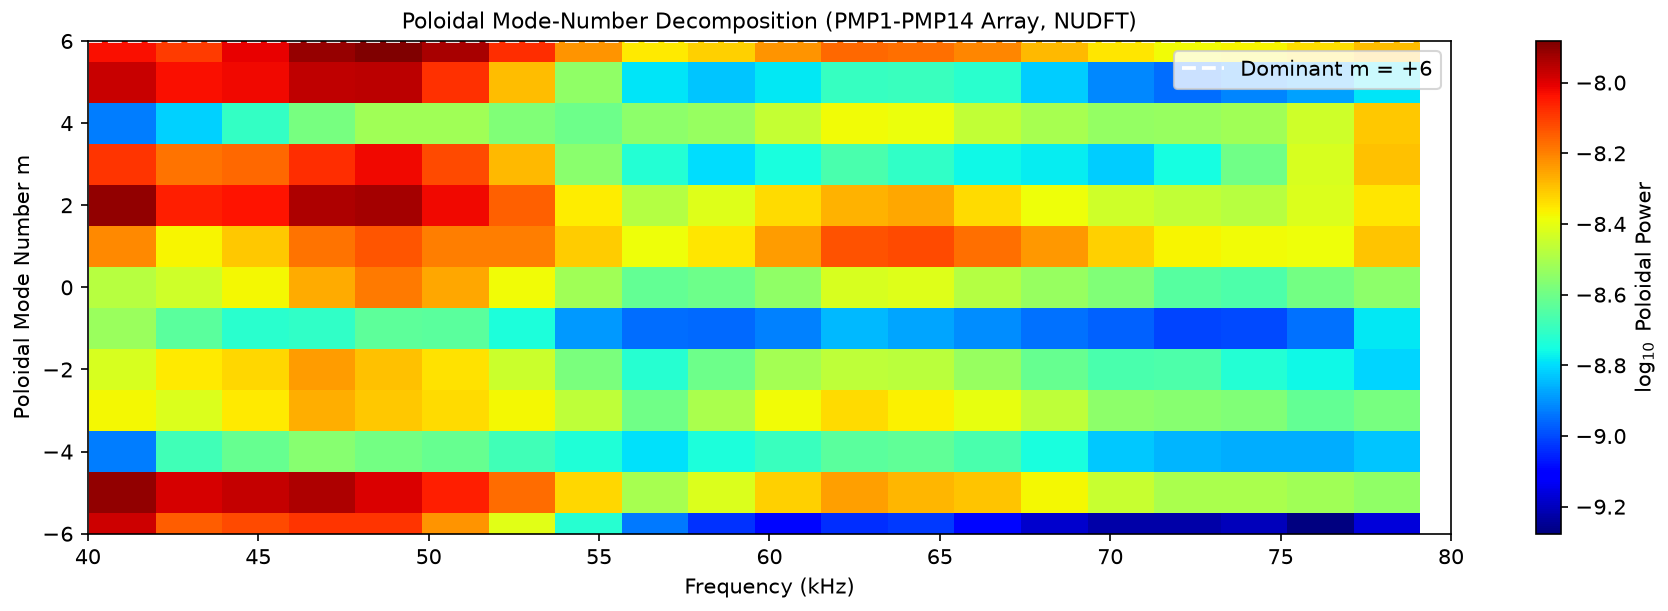 Poloidal Mode-Number Decomposition (PMP1-PMP14 Array, NUDFT)
Dominant m = +6
Poloidal Mode Number m
6
4
2
0
−2
−4
−6
40 45 50 55 60 65 70 75 80
Frequency (kHz)
−8.0
−8.2
−8.4
−8.6
−8.8
−9.0
−9.2
log₁₀ Poloidal Power